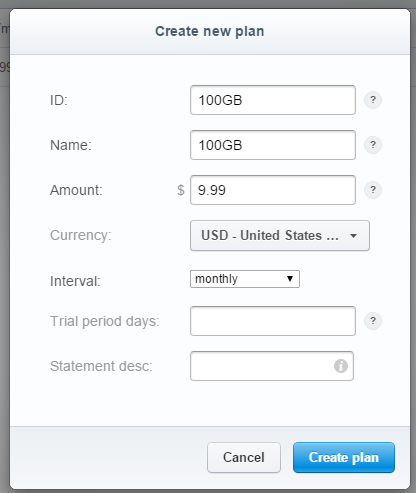 Create new plan
ID: 100GB ?
Name: 100GB ?
Amount: $ 9.99 ?
Currency: USD - United States ...
Interval: monthly
Trial period days: ?
Statement desc: i
Cancel Create plan